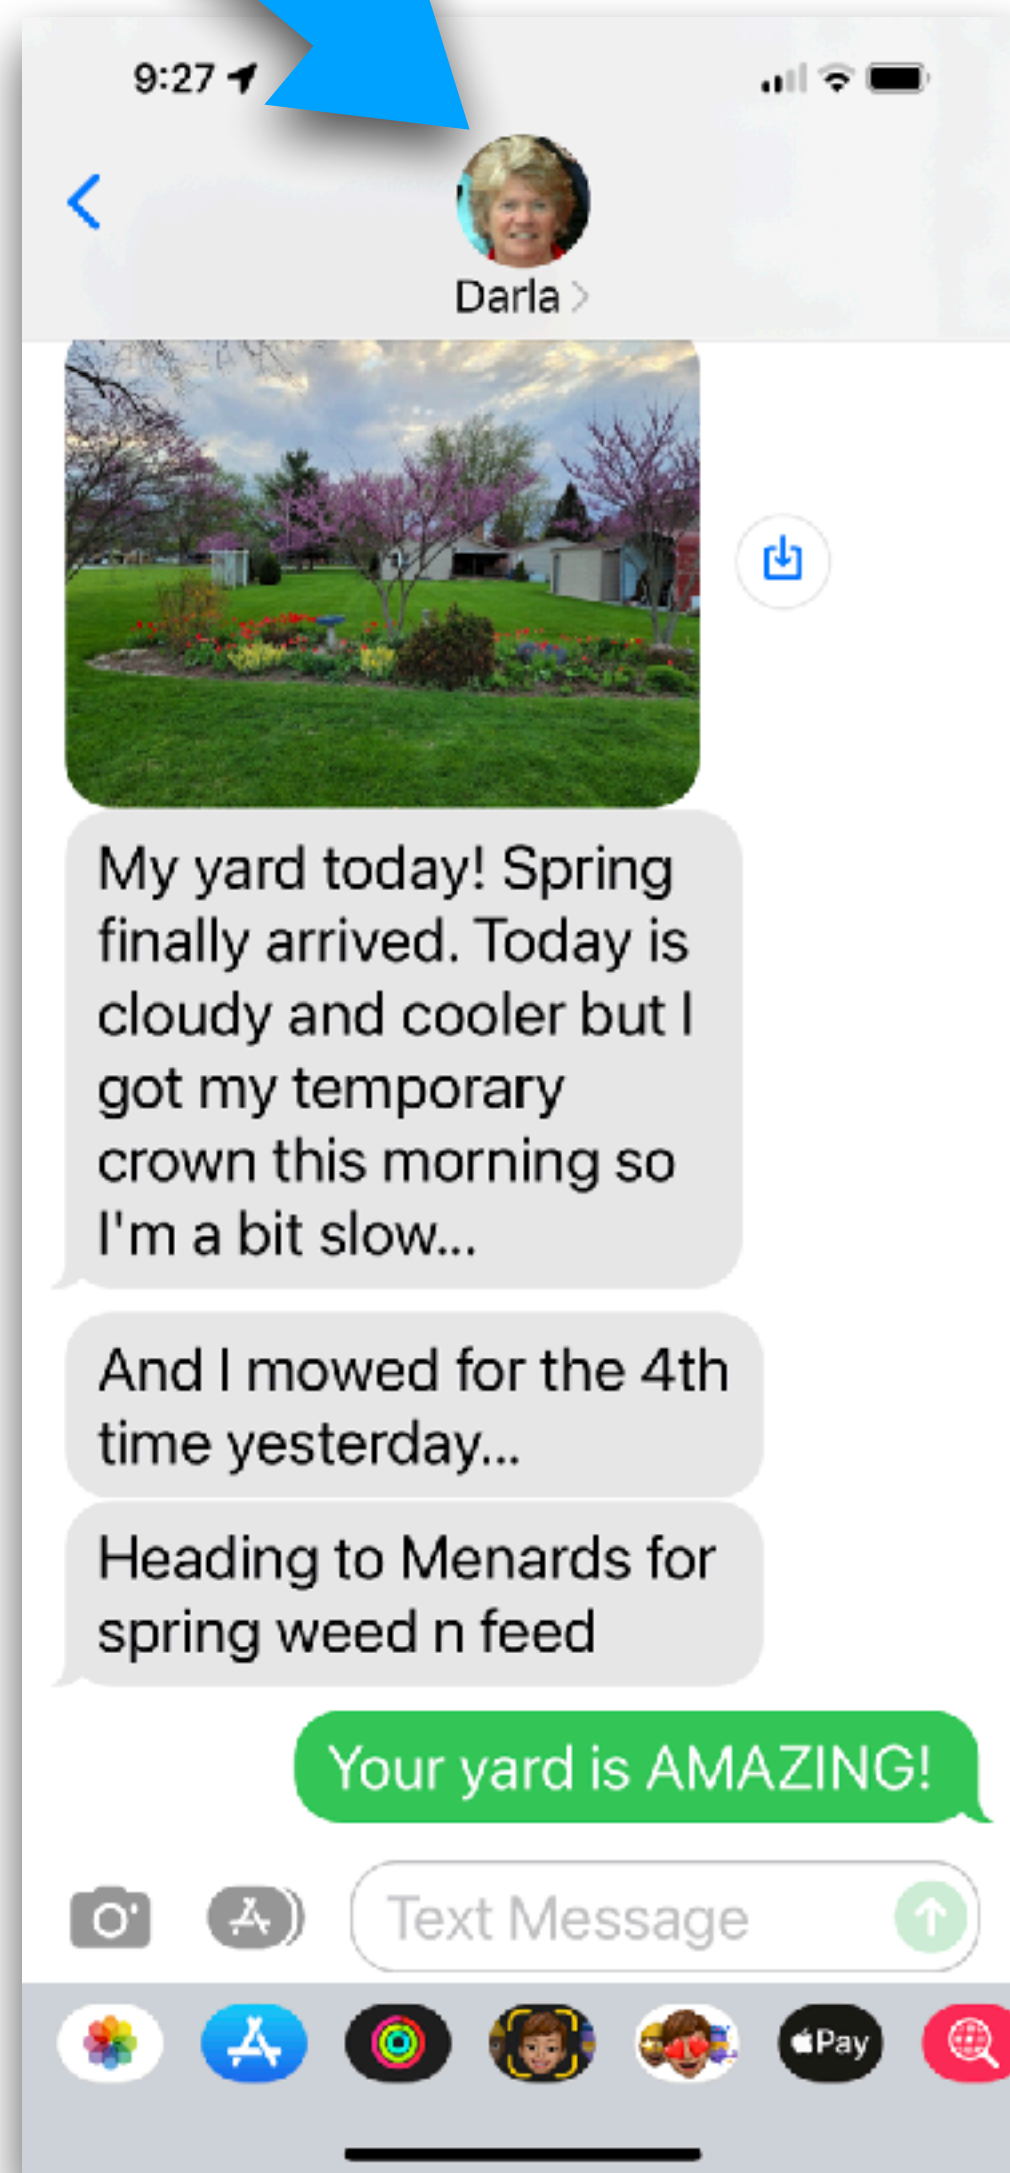 9:27
Darla
My yard today! Spring
finally arrived. Today is
cloudy and cooler but I
got my temporary
crown this morning so
I'm a bit slow...
And I mowed for the 4th
time yesterday...
Heading to Menards for
spring weed n feed
Your yard is AMAZING!
Text Message
Pay